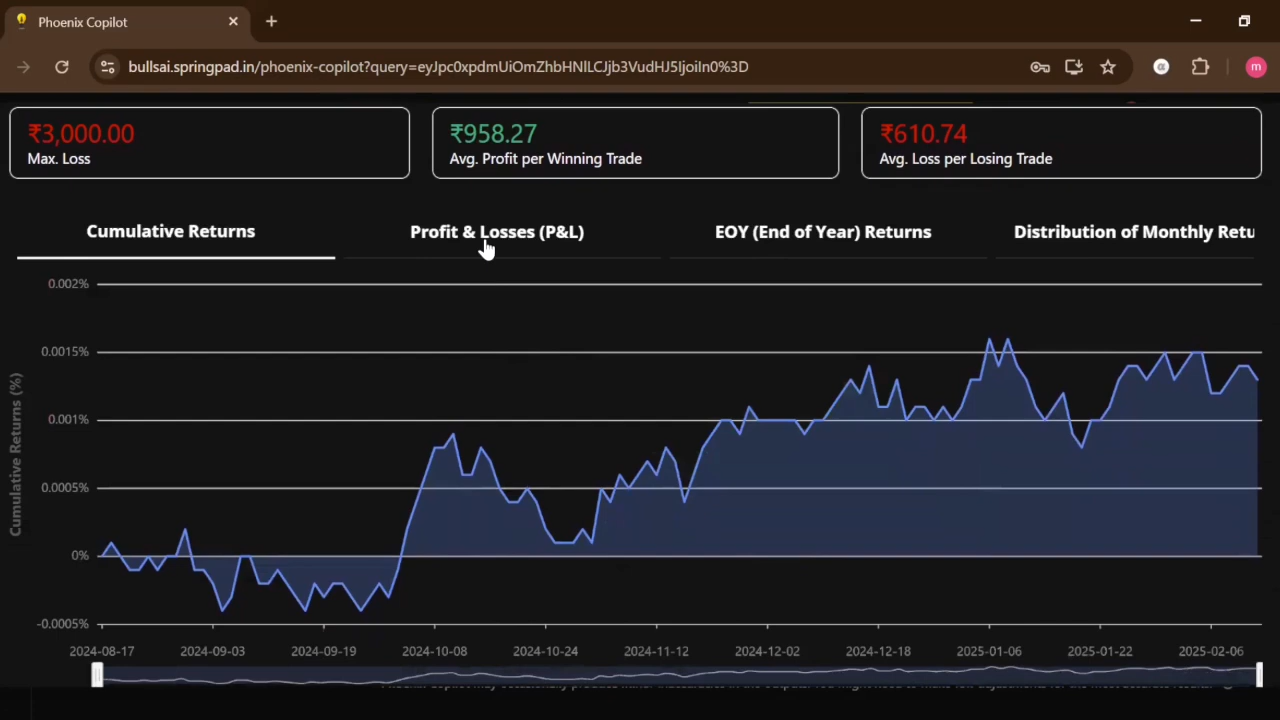 Phoenix Copilot
bullsai.springpad.in/phoenix-copilot?query=eyJpc0xpdmUiOmZhbHNlLCJjb3VudHJ5IjoiIn0%3D
m
₹3,000.00
Max. Loss
₹958.27
Avg. Profit per Winning Trade
₹610.74
Avg. Loss per Losing Trade
Cumulative Returns
Profit & Losses (P&L)
EOY (End of Year) Returns
Distribution of Monthly Retu
Cumulative Returns (%)
0.002%
0.0015%
0.001%
0.0005%
0%
-0.0005%
2024-08-17
2024-09-03
2024-09-19
2024-10-08
2024-10-24
2024-11-12
2024-12-02
2024-12-18
2025-01-06
2025-01-22
2025-02-06